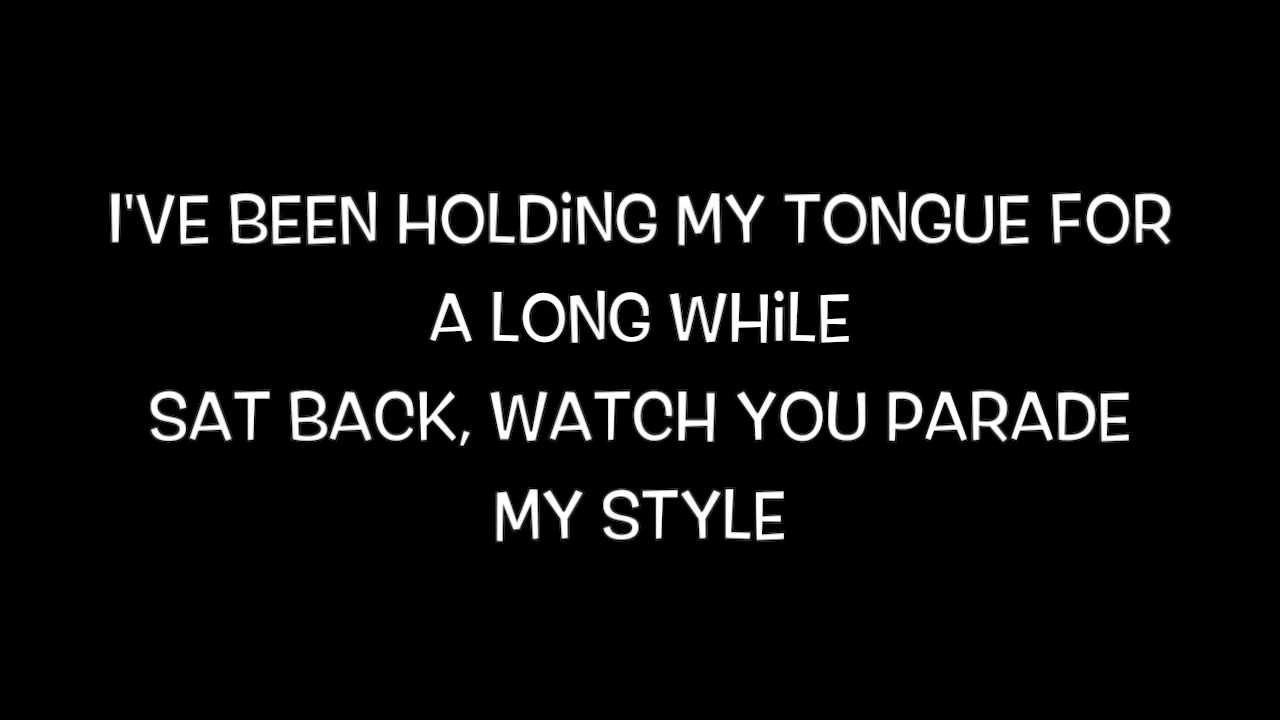 I'VE BEEN HOLDiNG MY TONGUE FOR
A LONG WHiLE
SAT BACK, WATCH YOU PARADE
MY STYLE